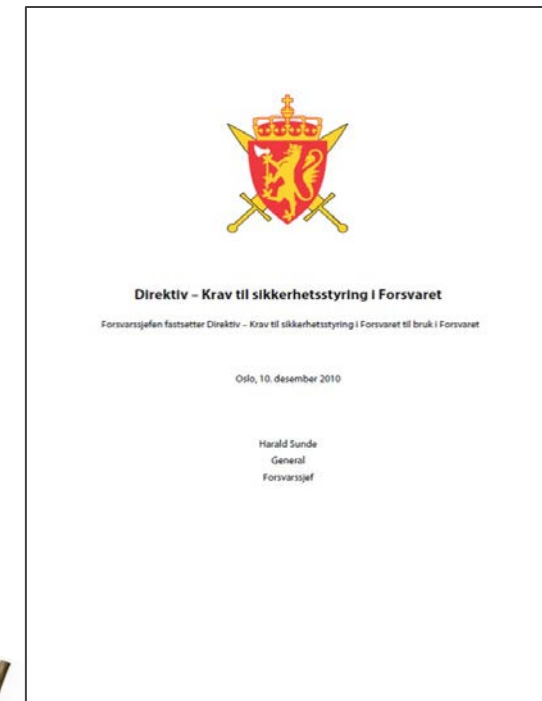 Direktiv – Krav til sikkerhetsstyring i Forsvaret
Forsvarssjefen fastsetter Direktiv – Krav til sikkerhetsstyring i Forsvaret til bruk i Forsvaret
Oslo, 10. desember 2010
Harald Sunde
General
Forsvarssjef